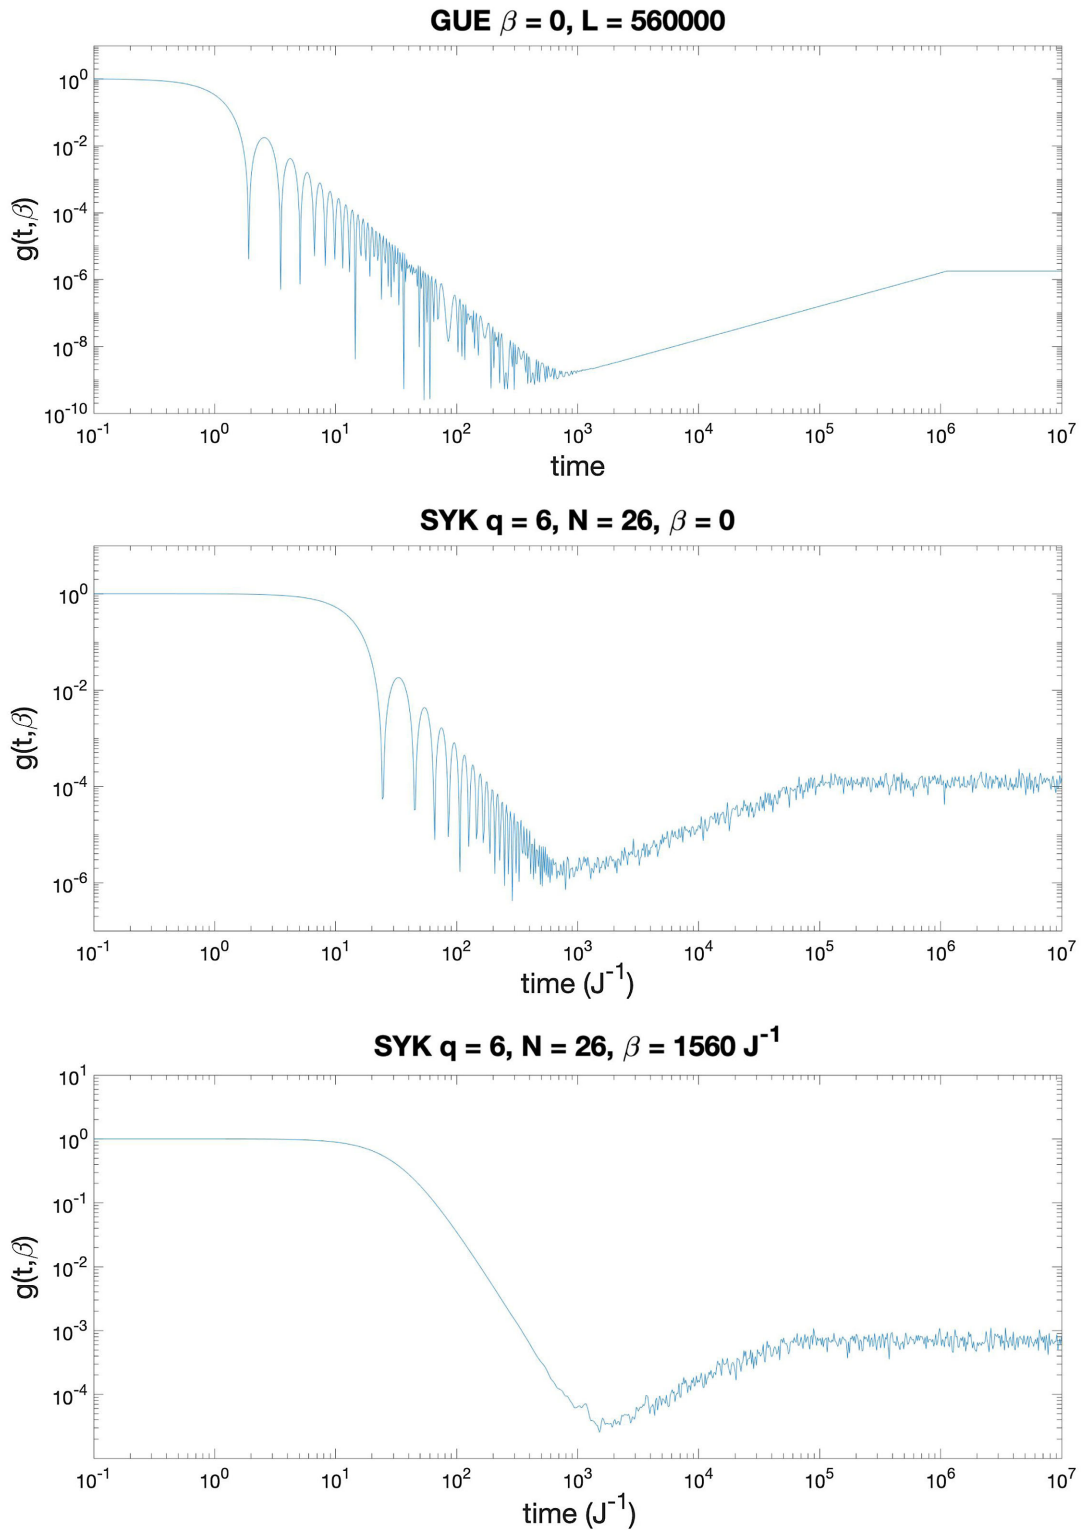 GUE β = 0, L = 560000
10^0
10^-2
10^-4
10^-6
10^-8
10^-10
g(t,β)
10^-1 10^0 10^1 10^2 10^3 10^4 10^5 10^6 10^7
time
SYK q = 6, N = 26, β = 0
10^0
10^-2
10^-4
10^-6
g(t,β)
10^-1 10^0 10^1 10^2 10^3 10^4 10^5 10^6 10^7
time (J^-1)
SYK q = 6, N = 26, β = 1560 J^-1
10^1
10^0
10^-1
10^-2
10^-3
10^-4
g(t,β)
10^-1 10^0 10^1 10^2 10^3 10^4 10^5 10^6 10^7
time (J^-1)